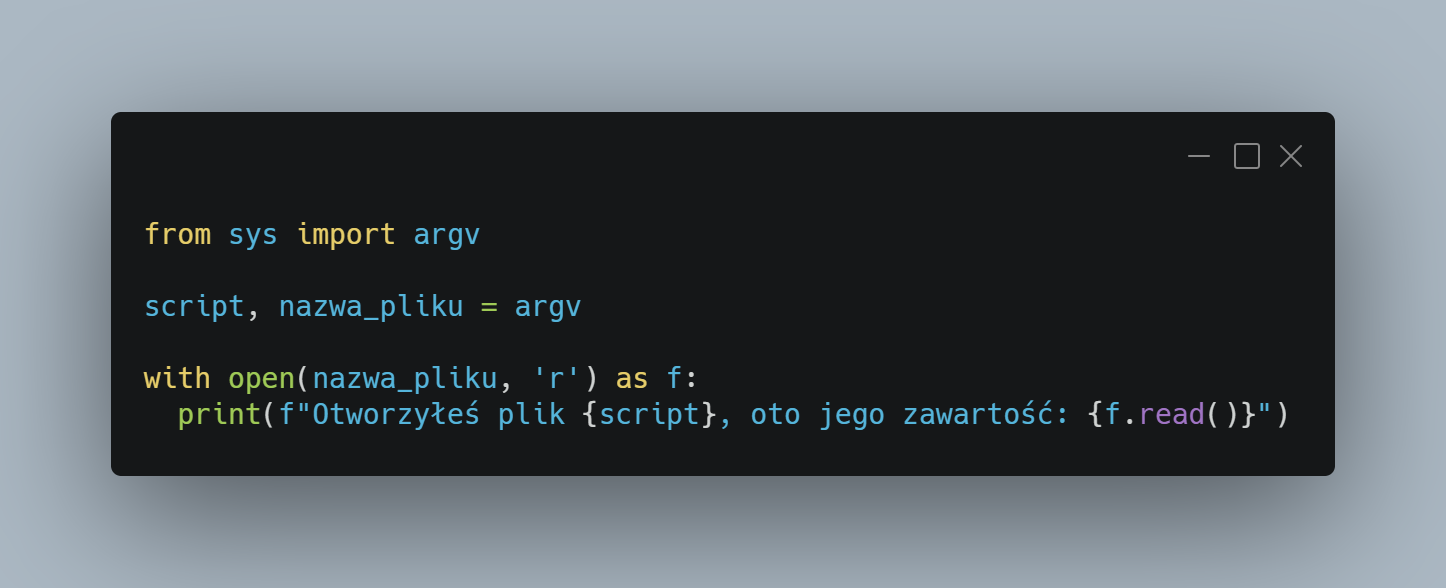 from sys import argv
script, nazwa_pliku = argv
with open(nazwa_pliku, 'r') as f:
  print(f"Otworzyłeś plik {script}, oto jego zawartość: {f.read()}")